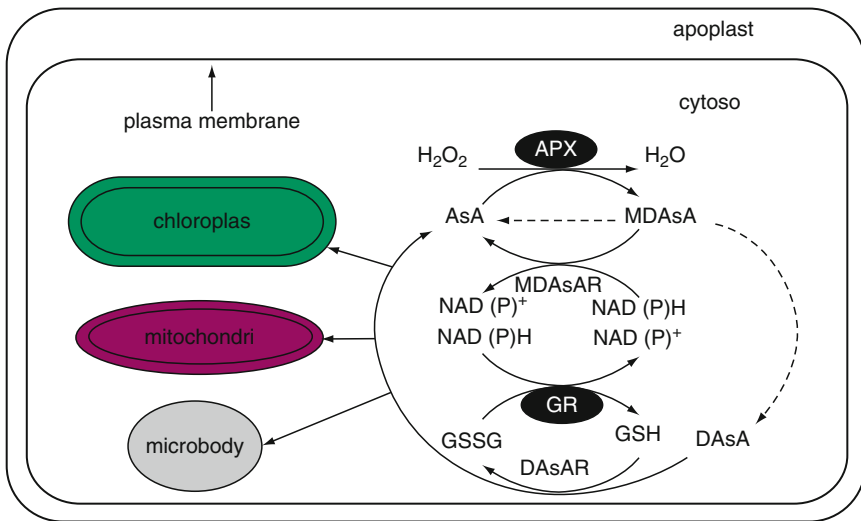 apoplast
plasma membrane
cytoso
H₂O₂
APX
H₂O
chloroplas
AsA
MDAsA
MDAsAR
mitochondri
NAD (P)⁺
NAD (P)H
NAD (P)H
NAD (P)⁺
GR
microbody
GSSG
GSH
DAsA
DAsAR